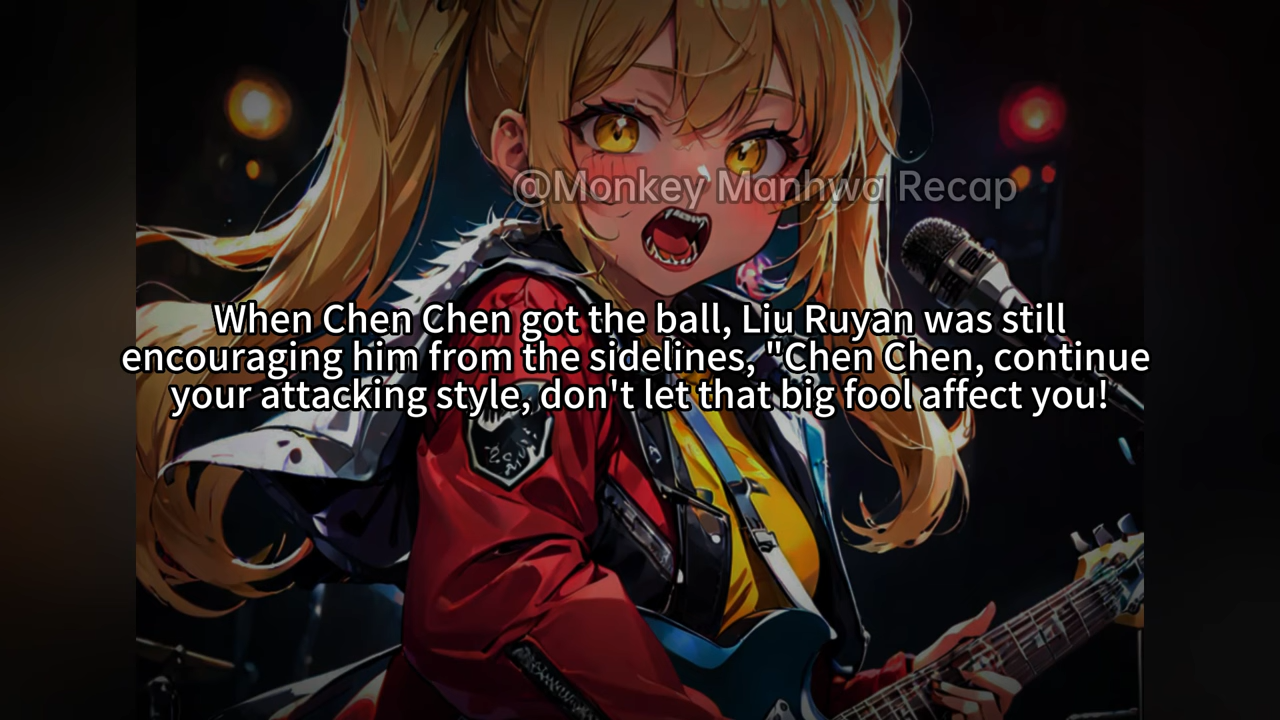 @Monkey Manhwa Recap
When Chen Chen got the ball, Liu Ruyan was still
encouraging him from the sidelines, "Chen Chen, continue
your attacking style, don't let that big fool affect you!